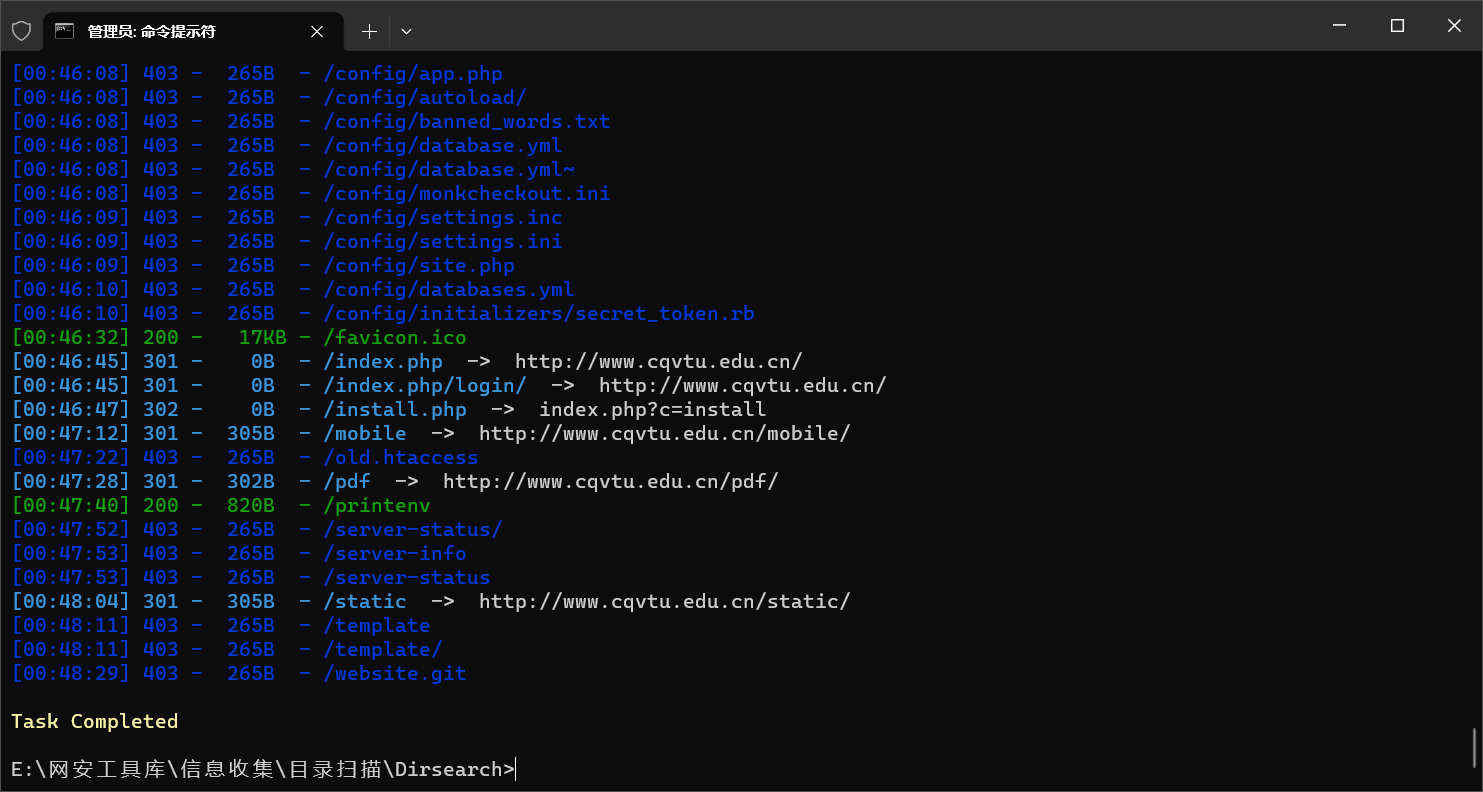 管理员: 命令提示符
[00:46:08] 403 -  265B  - /config/app.php
[00:46:08] 403 -  265B  - /config/autoload/
[00:46:08] 403 -  265B  - /config/banned_words.txt
[00:46:08] 403 -  265B  - /config/database.yml
[00:46:08] 403 -  265B  - /config/database.yml~
[00:46:08] 403 -  265B  - /config/monkcheckout.ini
[00:46:09] 403 -  265B  - /config/settings.inc
[00:46:09] 403 -  265B  - /config/settings.ini
[00:46:09] 403 -  265B  - /config/site.php
[00:46:10] 403 -  265B  - /config/databases.yml
[00:46:10] 403 -  265B  - /config/initializers/secret_token.rb
[00:46:32] 200 -   17KB - /favicon.ico
[00:46:45] 301 -    0B  - /index.php  ->  http://www.cqvtu.edu.cn/
[00:46:45] 301 -    0B  - /index.php/login/  ->  http://www.cqvtu.edu.cn/
[00:46:47] 302 -    0B  - /install.php  ->  index.php?c=install
[00:47:12] 301 -  305B  - /mobile  ->  http://www.cqvtu.edu.cn/mobile/
[00:47:22] 403 -  265B  - /old.htaccess
[00:47:28] 301 -  302B  - /pdf  ->  http://www.cqvtu.edu.cn/pdf/
[00:47:40] 200 -  820B  - /printenv
[00:47:52] 403 -  265B  - /server-status/
[00:47:53] 403 -  265B  - /server-info
[00:47:53] 403 -  265B  - /server-status
[00:48:04] 301 -  305B  - /static  ->  http://www.cqvtu.edu.cn/static/
[00:48:11] 403 -  265B  - /template
[00:48:11] 403 -  265B  - /template/
[00:48:29] 403 -  265B  - /website.git
Task Completed
E:\网安工具库\信息收集\目录扫描\Dirsearch>